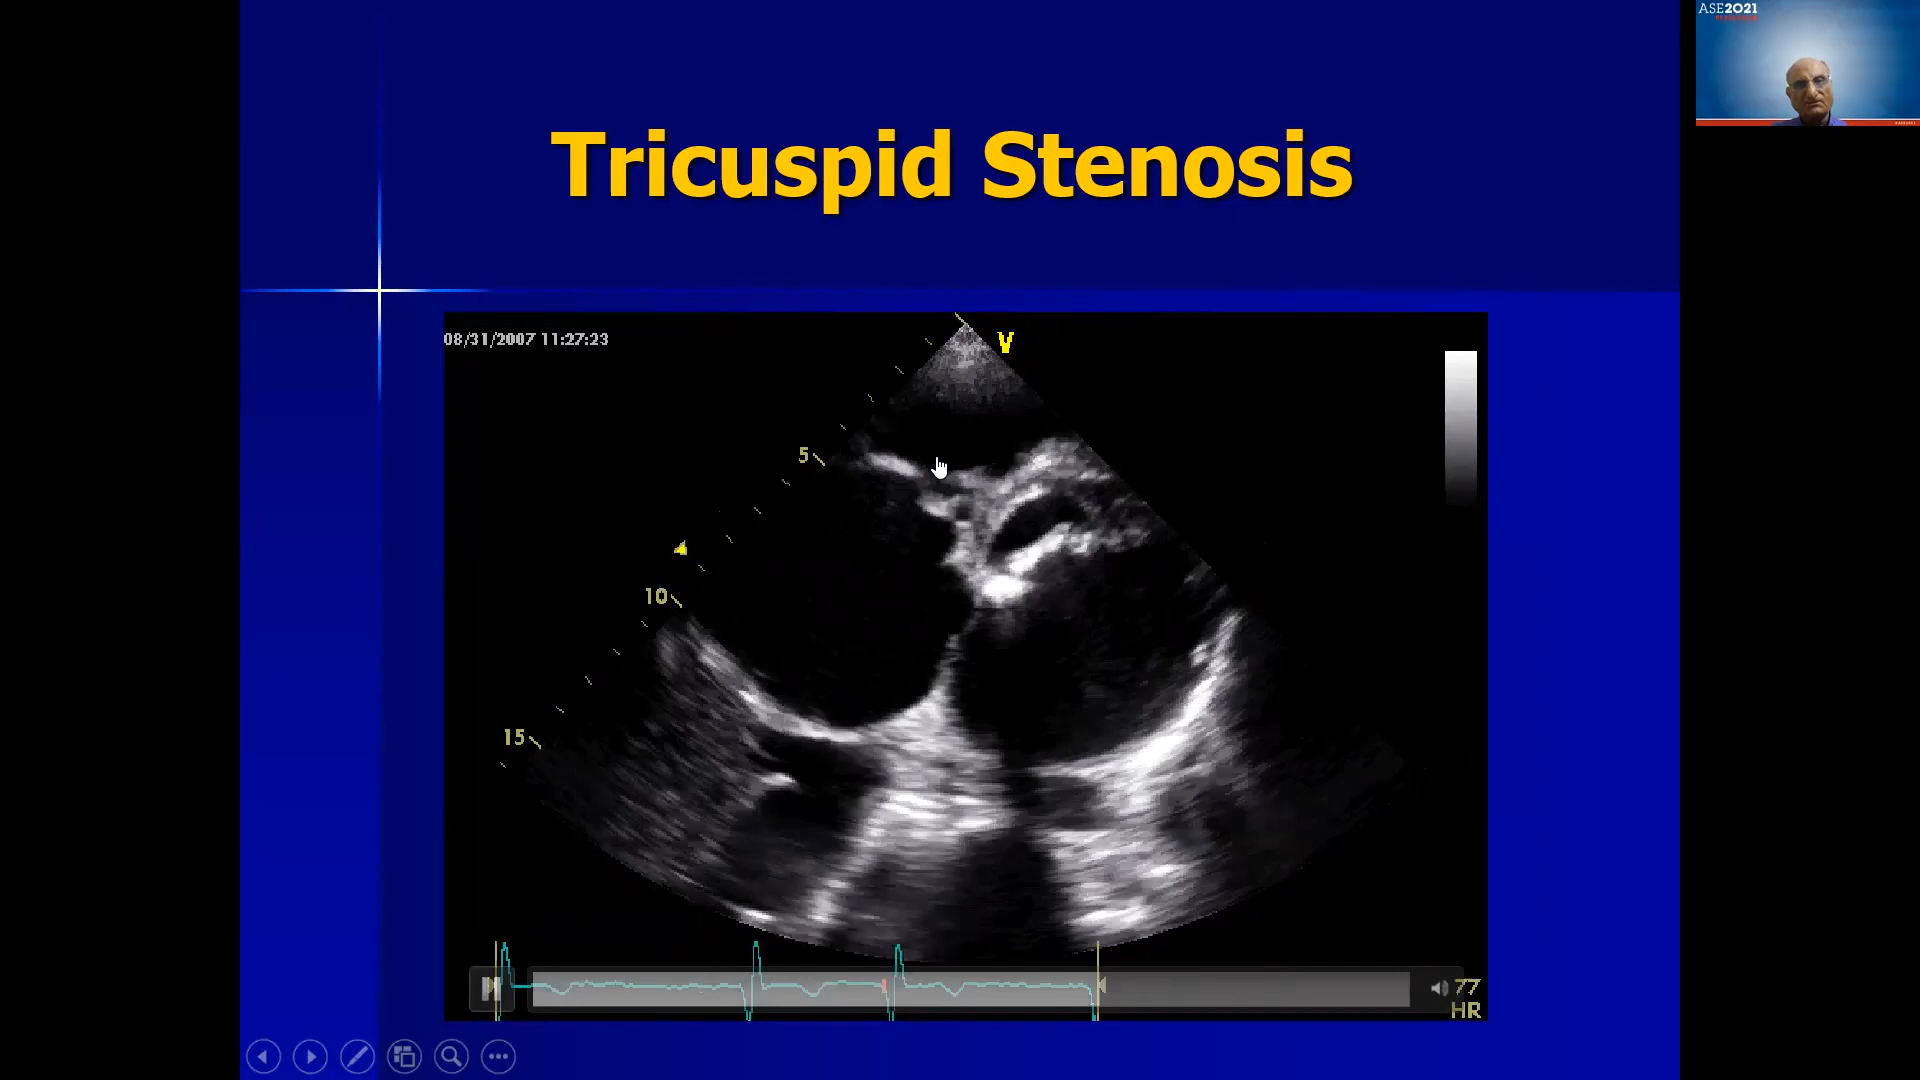 ASE2021
Tricuspid Stenosis
08/31/2007 11:27:23
V
5
10
15
77
HR